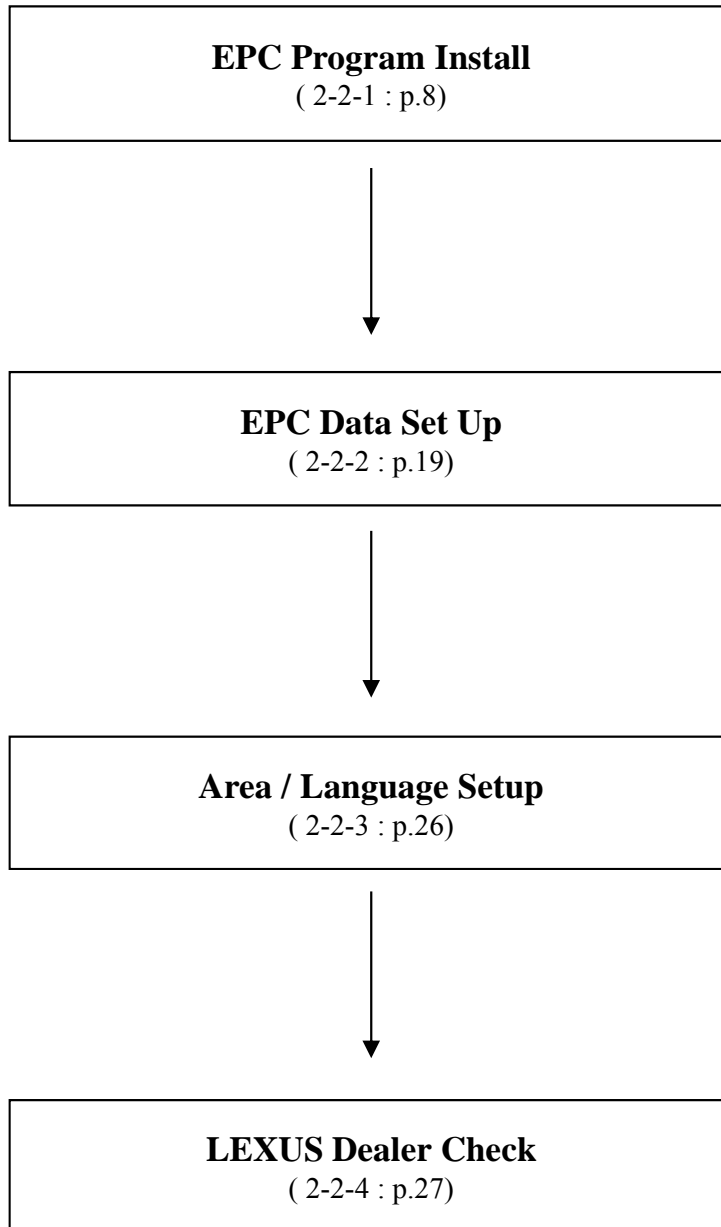 EPC Program Install
( 2-2-1 : p.8)
EPC Data Set Up
( 2-2-2 : p.19)
Area / Language Setup
( 2-2-3 : p.26)
LEXUS Dealer Check
( 2-2-4 : p.27)